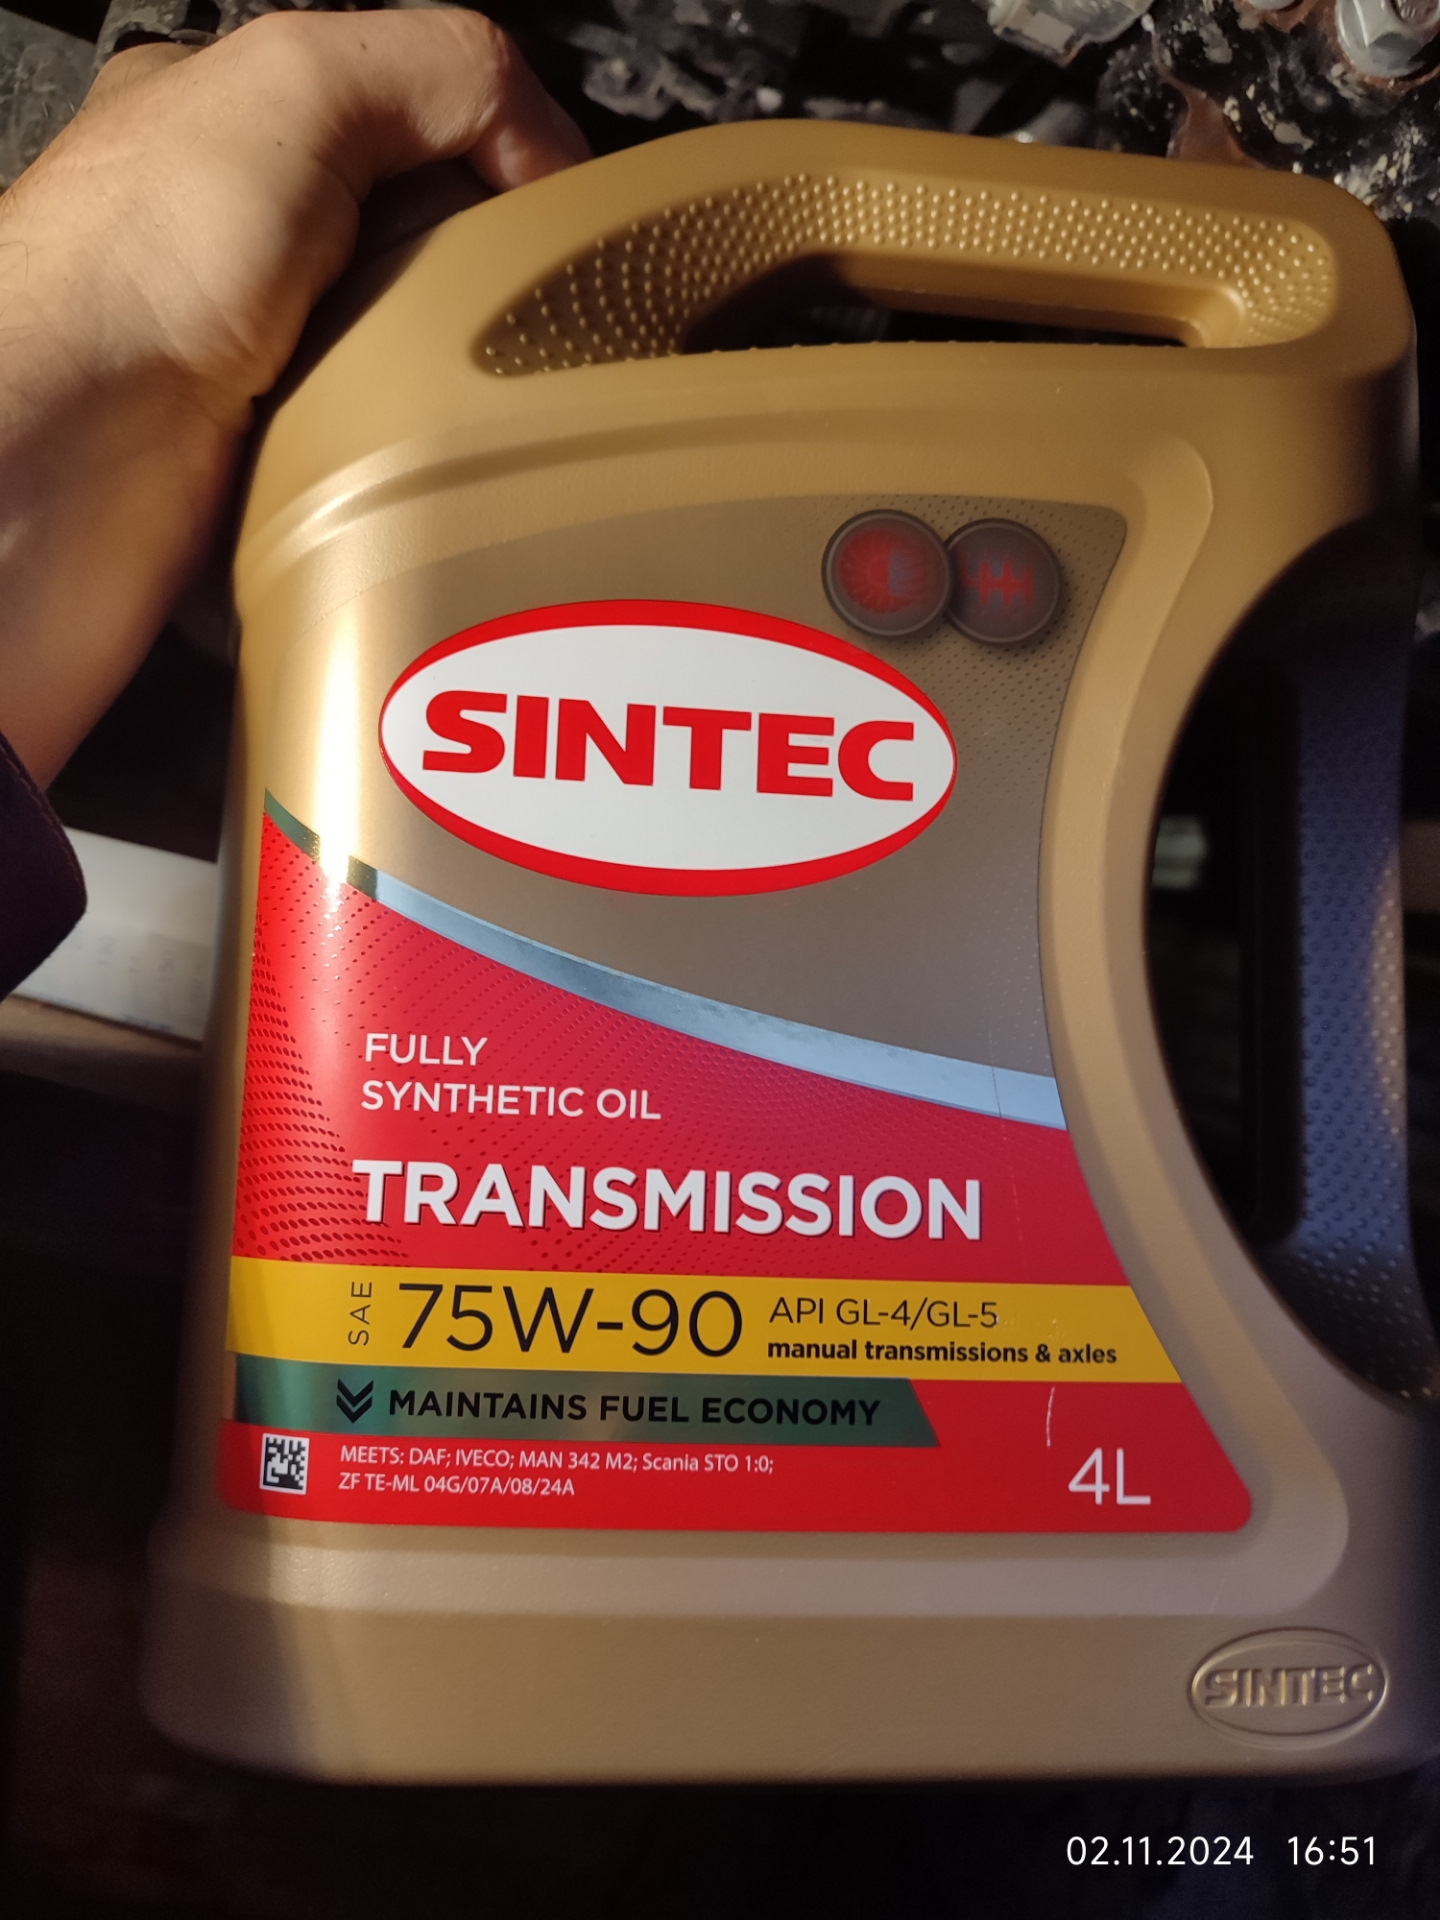 SINTEC
FULLY
SYNTHETIC OIL
TRANSMISSION
SAE 75W-90 API GL-4/GL-5
manual transmissions & axles
MAINTAINS FUEL ECONOMY
MEETS: DAF; IVECO; MAN 342 M2; Scania STO 1:0;
ZF TE-ML 04G/07A/08/24A
4L
SINTEC
02.11.2024 16:51